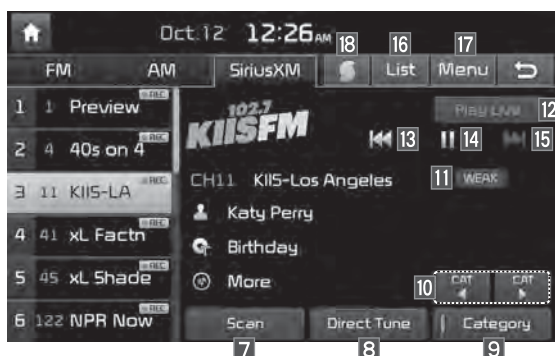 Oct.12 12:26AM
18 16 17
FM AM SiriusXM List Menu
1 1 Preview REC
2 4 40s on 4 REC
3 11 KIIS-LA REC
4 41 xL Factn REC
5 45 xL Shade REC
6 122 NPR Now REC
102.7
KIISFM
Play Live 12
13 14 15
CH11 KIIS-Los Angeles 11 WEAK
Katy Perry
Birthday
More
10 CAT CAT
Scan Direct Tune Category
7 8 9